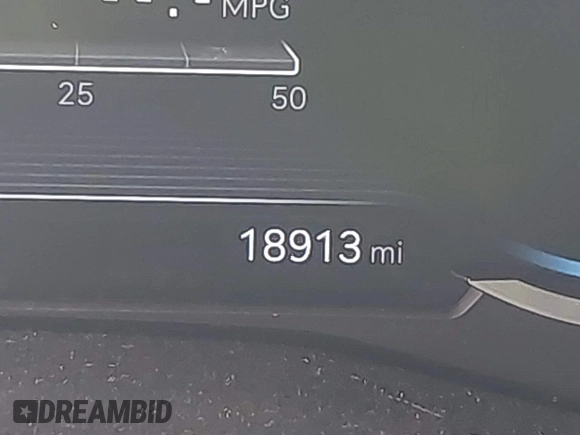 --.- MPG
25 50
18913 mi
DREAMBID